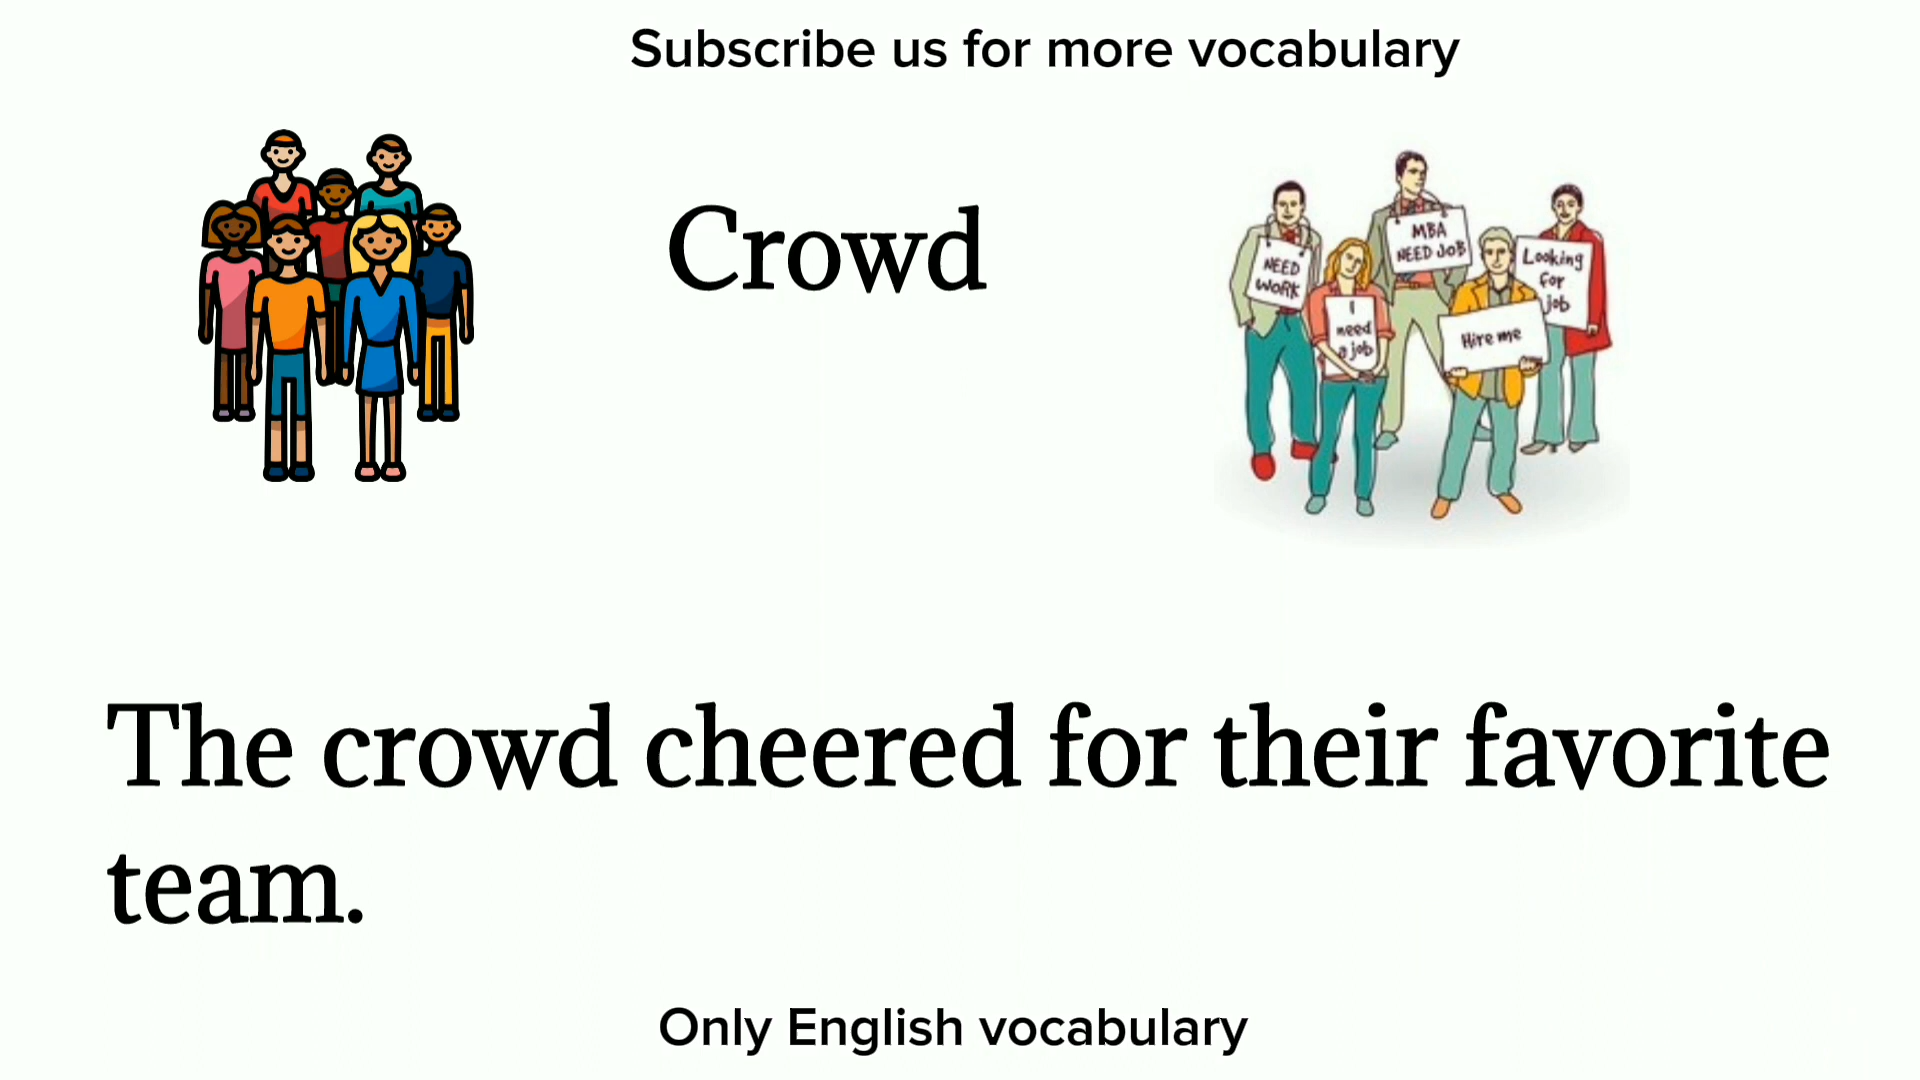 Subscribe us for more vocabulary
Crowd
NEED
WORK
I
need
a job
MBA
NEED JOB
Hire me
Looking
for
job
The crowd cheered for their favorite
team.
Only English vocabulary